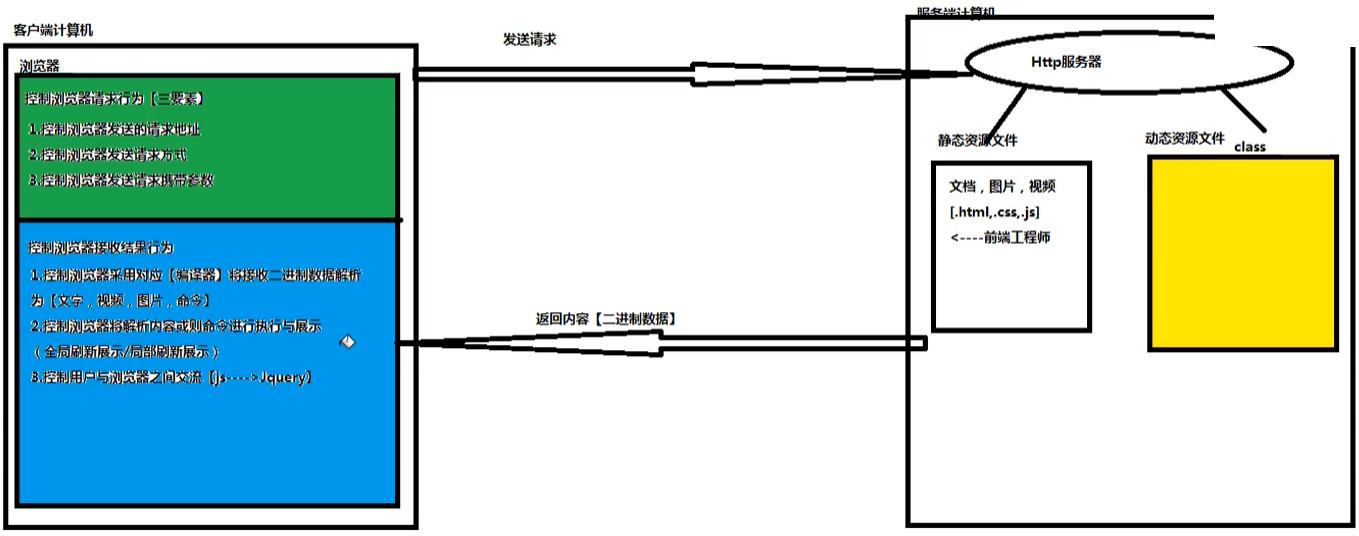 客户端计算机
浏览器
控制浏览器请求行为【三要素】
1.控制浏览器发送的请求地址
2.控制浏览器发送请求方式
3.控制浏览器发送请求携带参数
控制浏览器接收结果行为
1.控制浏览器采用对应【编译器】将接收二进制数据解析
为【文字，视频，图片，命令】
2.控制浏览器将解析内容或则命令进行执行与展示
（全局刷新展示/局部刷新展示）
3.控制用户与浏览器之间交流【Js---->Jquery】
发送请求
返回内容【二进制数据】
服务端计算机
Http服务器
静态资源文件
文档，图片，视频
[.html,.css,.js]
<----前端工程师
动态资源文件
class